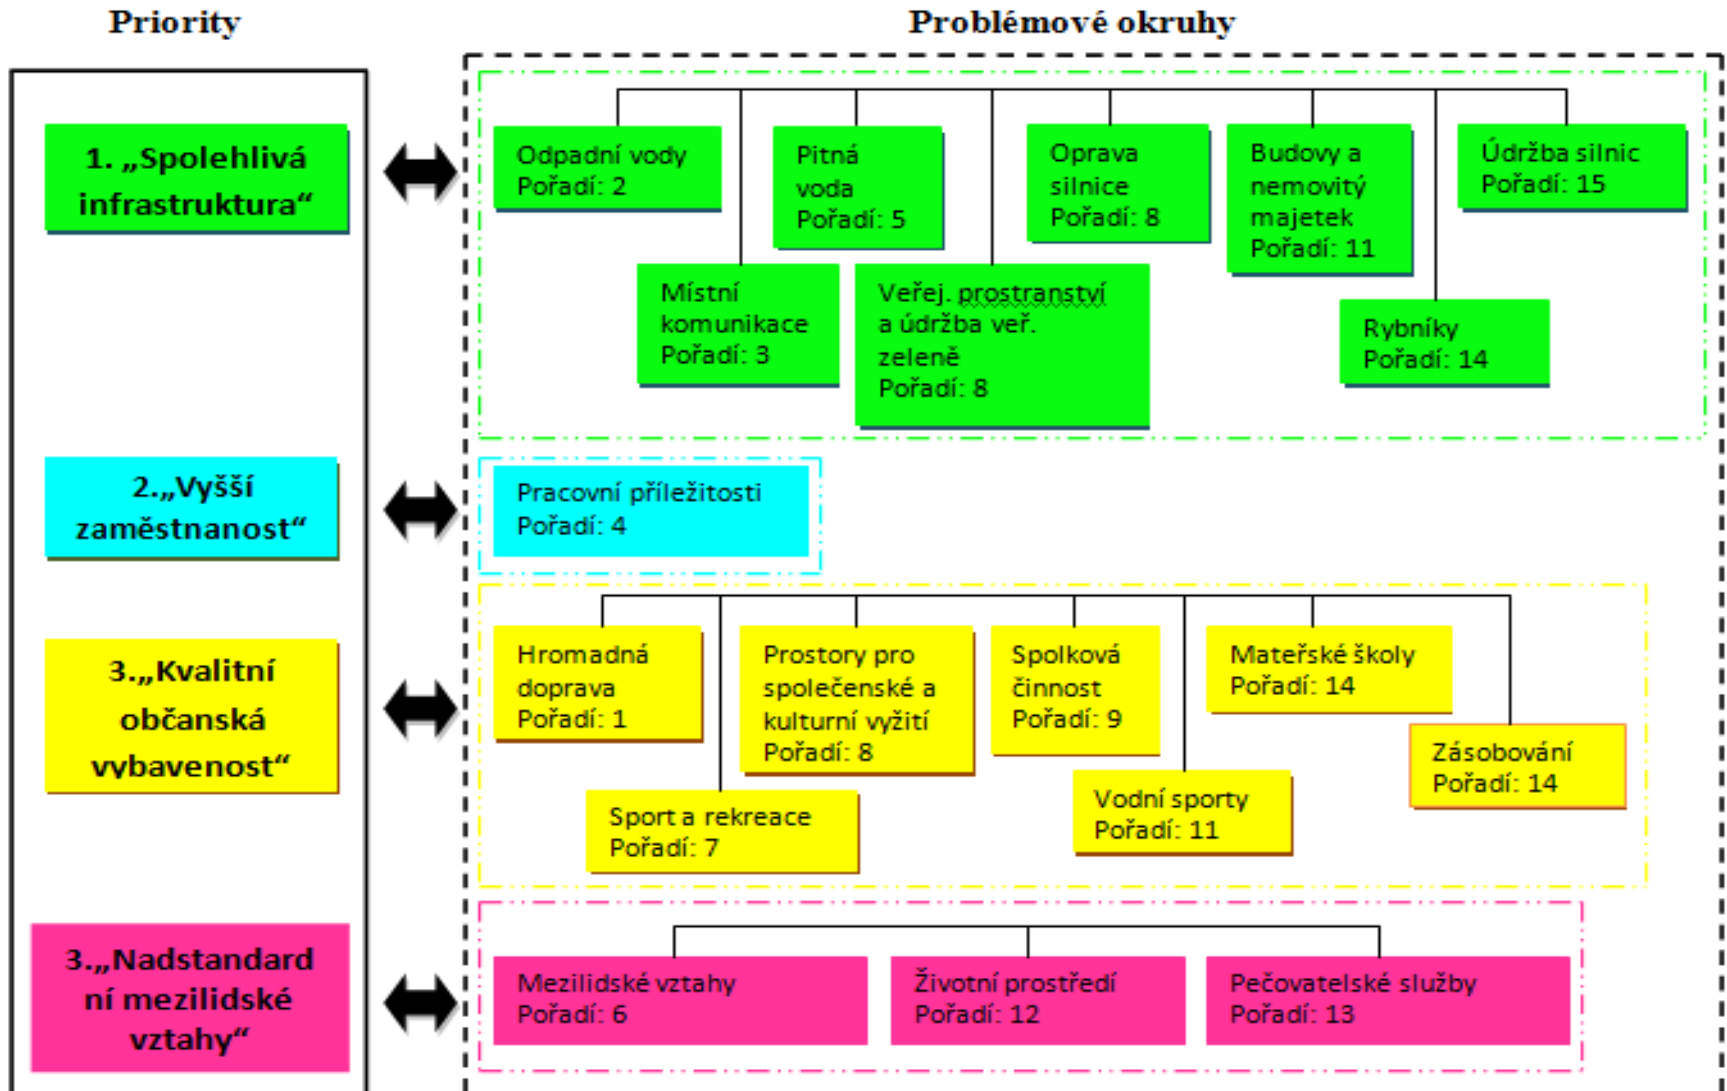 Priority
Problémové okruhy
1. „Spolehlivá
infrastruktura“
Odpadní vody
Pořadí: 2
Pitná
voda
Pořadí: 5
Oprava
silnice
Pořadí: 8
Budovy a
nemovitý
majetek
Pořadí: 11
Údržba silnic
Pořadí: 15
Místní
komunikace
Pořadí: 3
Veřej. prostranství
a údržba veř.
zeleně
Pořadí: 8
Rybníky
Pořadí: 14
2.„Vyšší
zaměstnanost“
Pracovní příležitosti
Pořadí: 4
3.„Kvalitní
občanská
vybavenost“
Hromadná
doprava
Pořadí: 1
Prostory pro
společenské a
kulturní vyžití
Pořadí: 8
Spolková
činnost
Pořadí: 9
Mateřské školy
Pořadí: 14
Zásobování
Pořadí: 14
Sport a rekreace
Pořadí: 7
Vodní sporty
Pořadí: 11
3.„Nadstandard
ní mezilidské
vztahy“
Mezilidské vztahy
Pořadí: 6
Životní prostředí
Pořadí: 12
Pečovatelské služby
Pořadí: 13